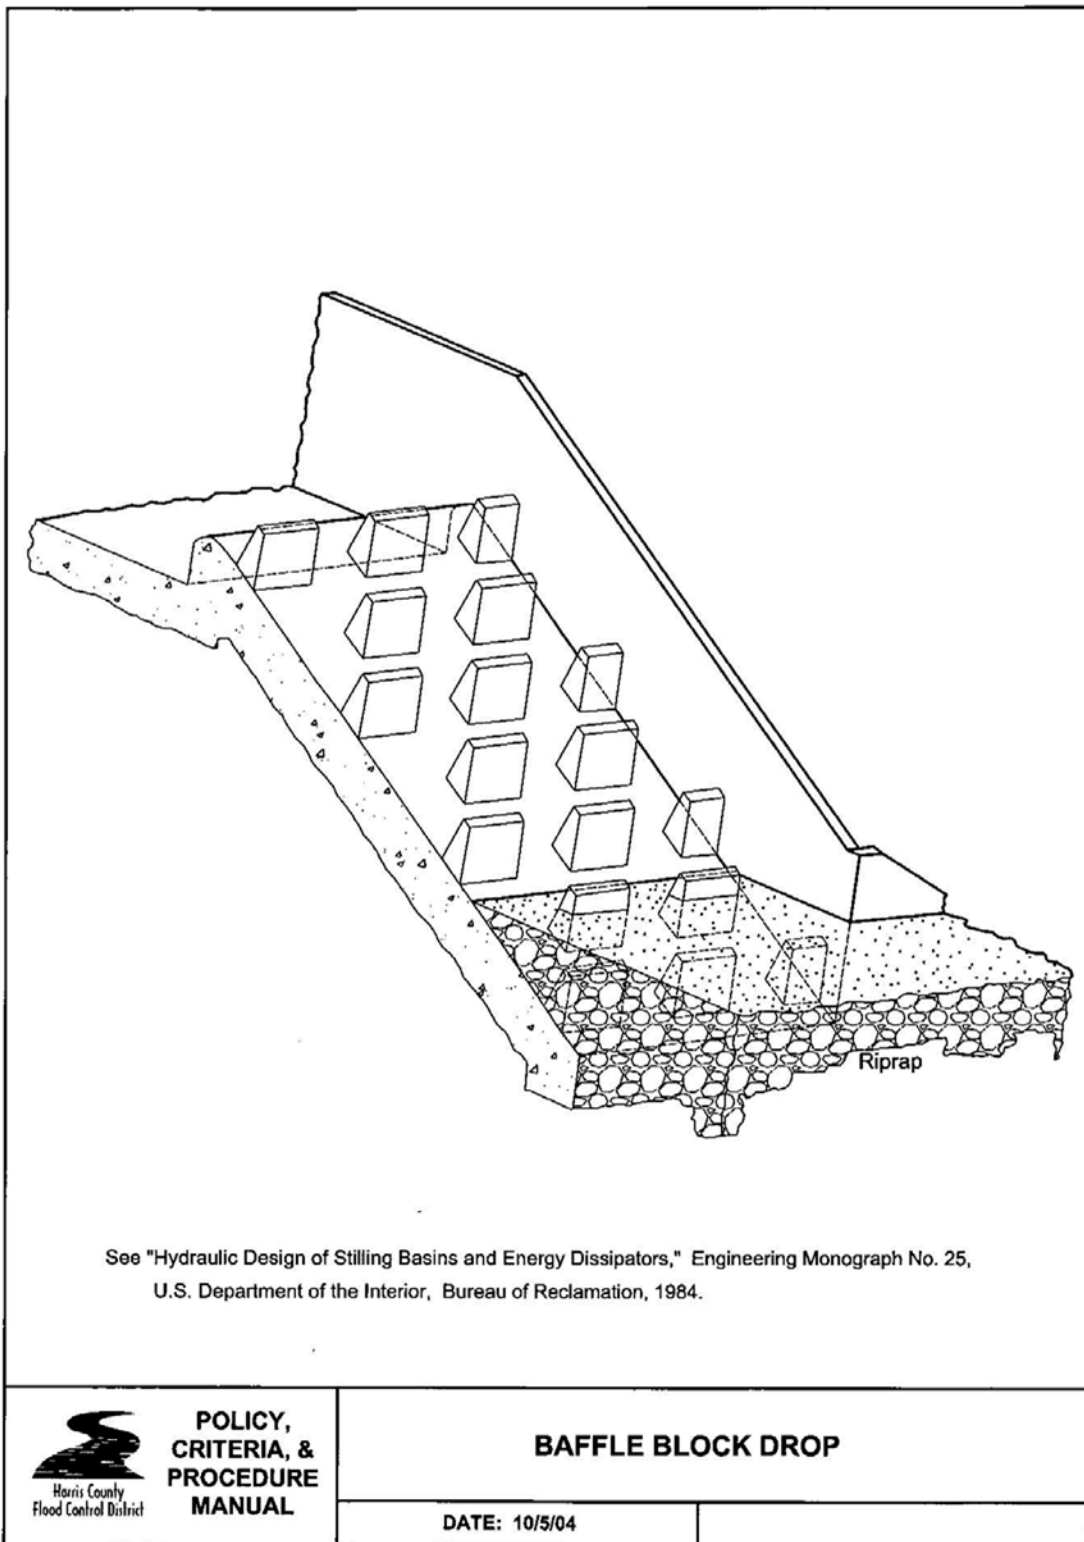 Riprap
See "Hydraulic Design of Stilling Basins and Energy Dissipators," Engineering Monograph No. 25,
U.S. Department of the Interior, Bureau of Reclamation, 1984.
Harris County
Flood Control District
POLICY,
CRITERIA, &
PROCEDURE
MANUAL
BAFFLE BLOCK DROP
DATE: 10/5/04